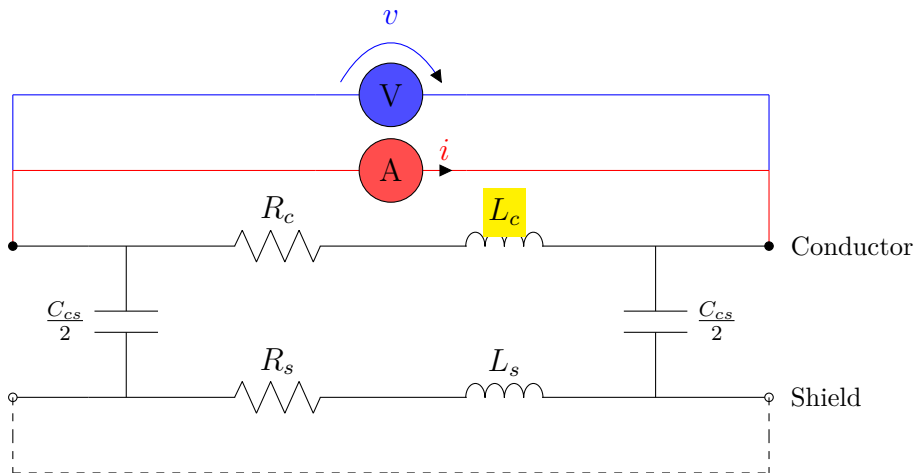 v
V
A
i
R_c
L_c
Conductor
C_cs/2
C_cs/2
R_s
L_s
Shield